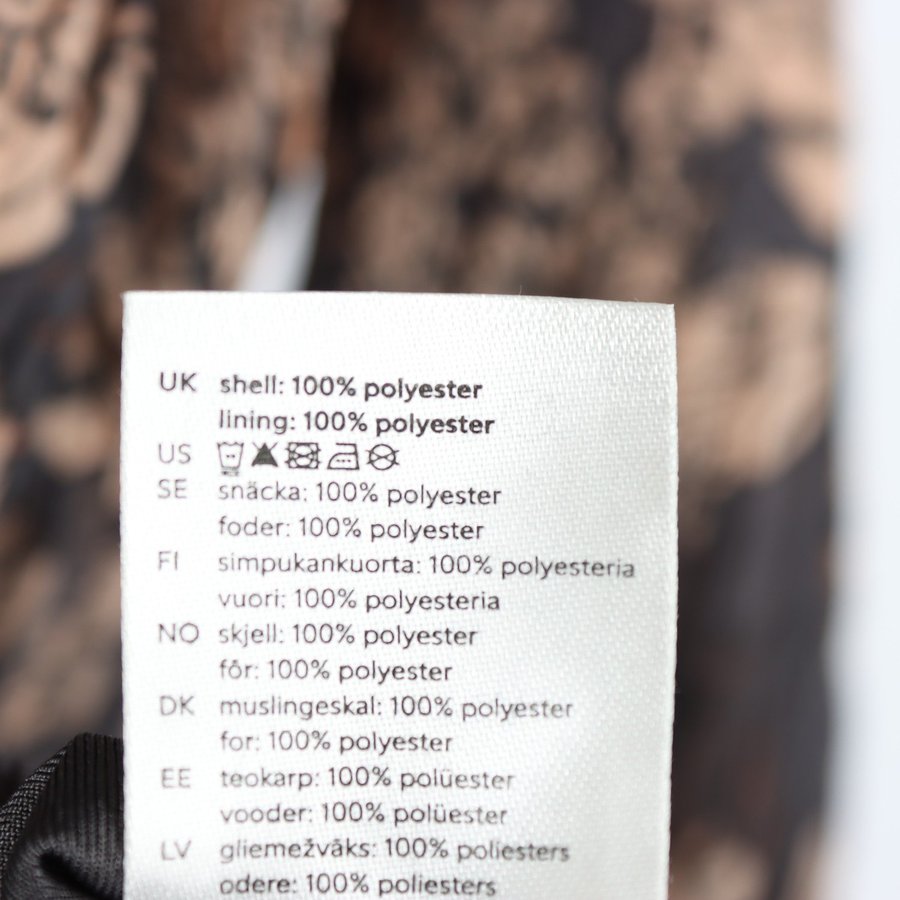 UK shell: 100% polyester
lining: 100% polyester
US
SE snäcka: 100% polyester
foder: 100% polyester
FI simpukankuorta: 100% polyesteria
vuori: 100% polyesteria
NO skjell: 100% polyester
fôr: 100% polyester
DK muslingeskal: 100% polyester
for: 100% polyester
EE teokarp: 100% polüester
vooder: 100% polüester
LV gliemežvāks: 100% poliesters
odere: 100% poliesters